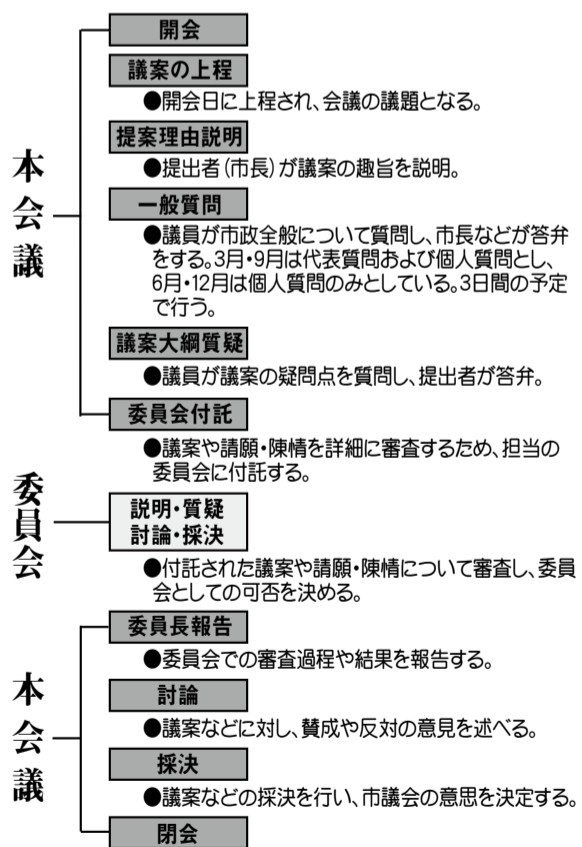 本会議
開会
議案の上程
●開会日に上程され、会議の議題となる。
提案理由説明
●提出者(市長)が議案の趣旨を説明。
一般質問
●議員が市政全般について質問し、市長などが答弁
をする。3月・9月は代表質問および個人質問とし、
6月・12月は個人質問のみとしている。3日間の予定
で行う。
議案大綱質疑
●議員が議案の疑問点を質問し、提出者が答弁。
委員会付託
●議案や請願・陳情を詳細に審査するため、担当の
委員会に付託する。
委員会
説明・質疑
討論・採決
●付託された議案や請願・陳情について審査し、委員
会としての可否を決める。
本会議
委員長報告
●委員会での審査過程や結果を報告する。
討論
●議案などに対し、賛成や反対の意見を述べる。
採決
●議案などの採決を行い、市議会の意思を決定する。
閉会